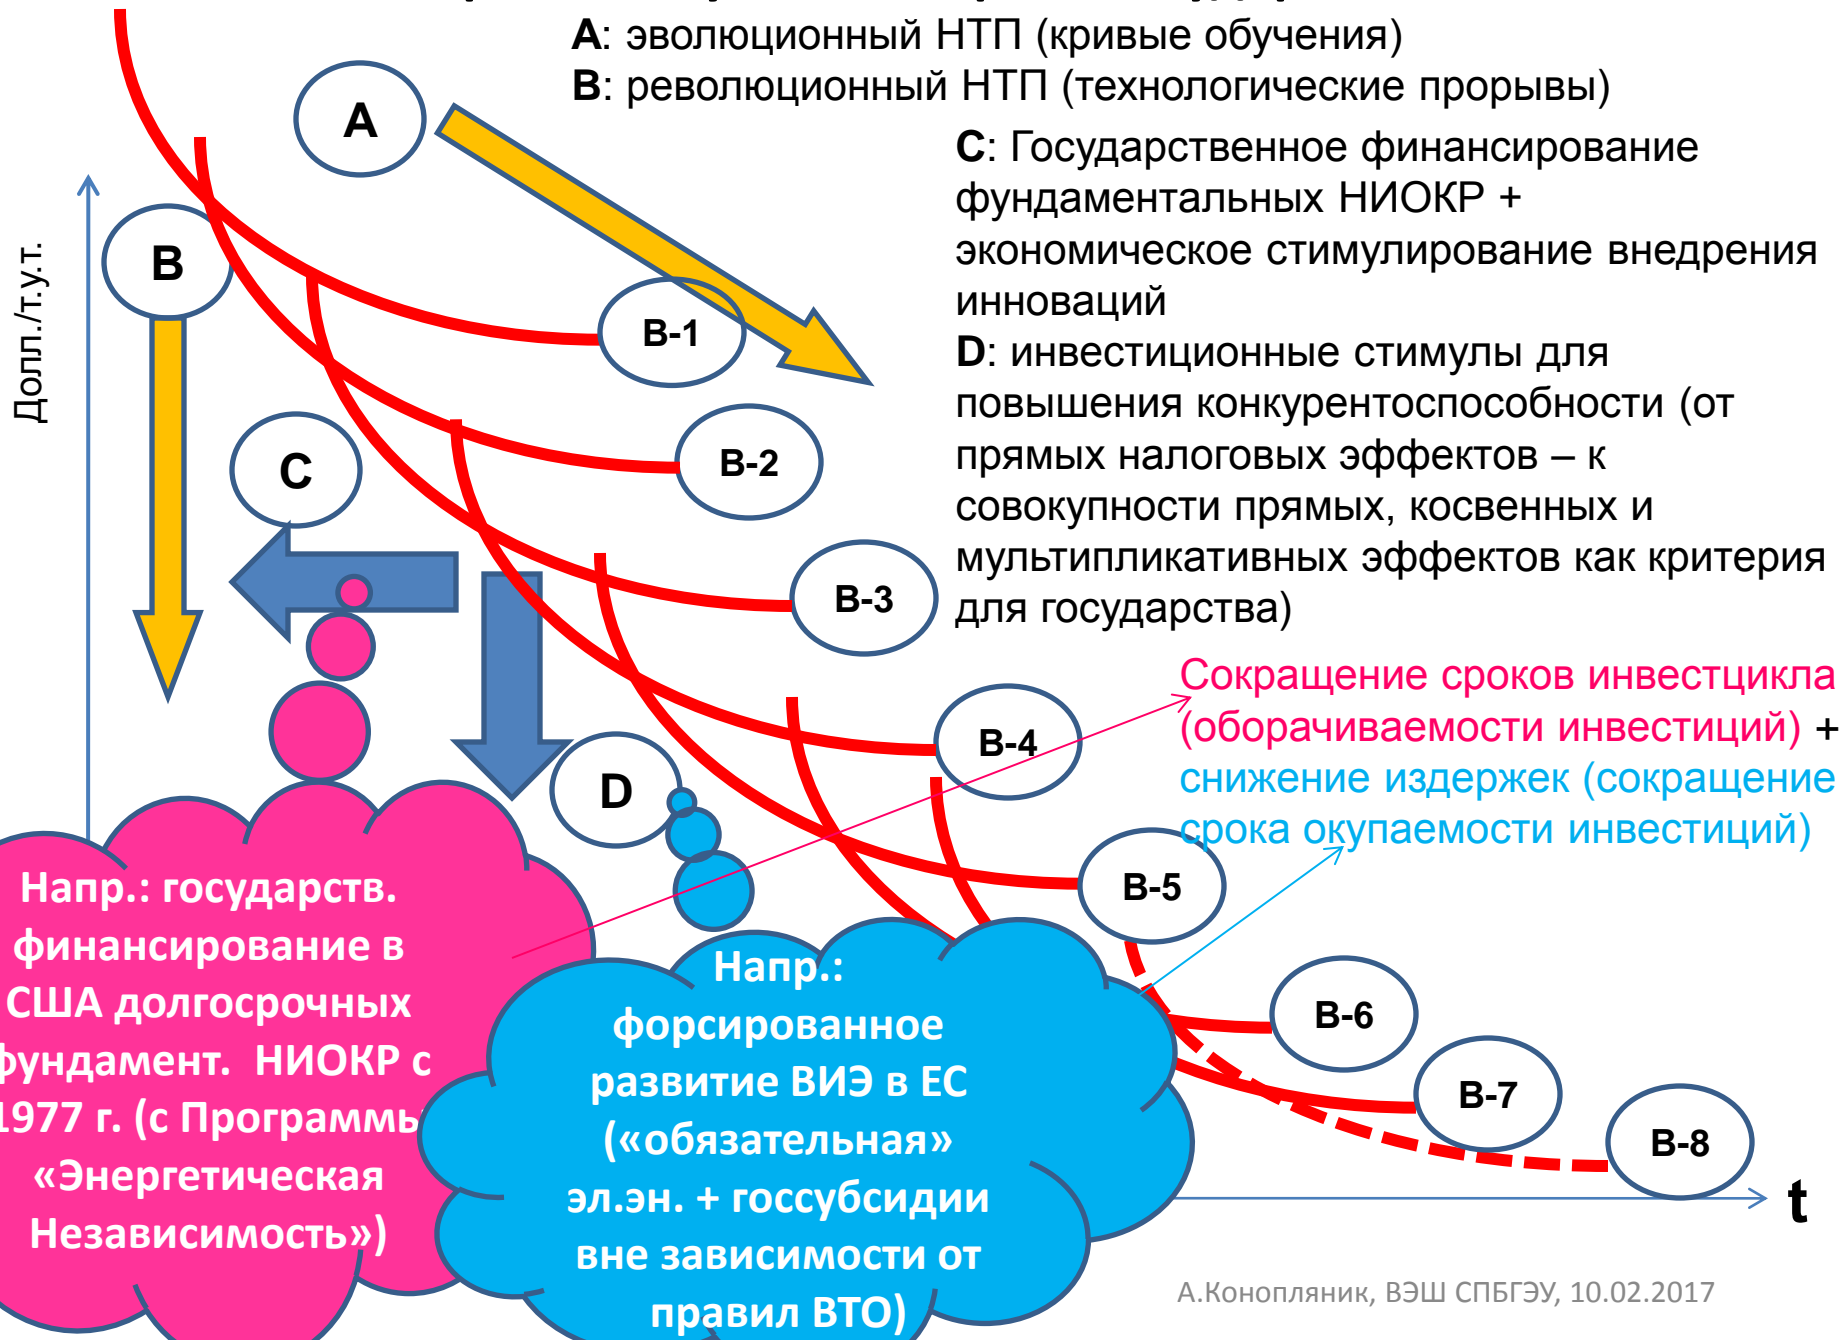 A: эволюционный НТП (кривые обучения)
B: революционный НТП (технологические прорывы)
C: Государственное финансирование
фундаментальных НИОКР +
экономическое стимулирование внедрения
инноваций
D: инвестиционные стимулы для
повышения конкурентоспособности (от
прямых налоговых эффектов – к
совокупности прямых, косвенных и
мультипликативных эффектов как критерия
для государства)
Сокращение сроков инвестцикла
(оборачиваемости инвестиций) +
снижение издержек (сокращение
срока окупаемости инвестиций)
Долл./т.у.т.
A
B
C
D
B-1
B-2
B-3
B-4
B-5
B-6
B-7
B-8
t
Напр.: государств.
финансирование в
США долгосрочных
фундамент. НИОКР с
1977 г. (с Программы
«Энергетическая
Независимость»)
Напр.:
форсированное
развитие ВИЭ в ЕС
(«обязательная»
эл.эн. + госсубсидии
вне зависимости от
правил ВТО)
А.Конопляник, ВЭШ СПБГЭУ, 10.02.2017